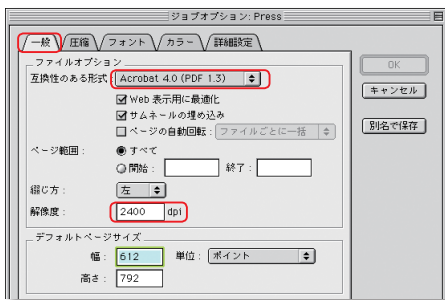 ジョブオプション: Press
一般 圧縮 フォント カラー 詳細設定
ファイルオプション
互換性のある形式: Acrobat 4.0 (PDF 1.3)
Web 表示用に最適化
サムネールの埋め込み
ページの自動回転: ファイルごとに一括
ページ範囲: すべて
開始: 終了:
綴じ方: 左
解像度: 2400 dpi
デフォルトページサイズ
幅: 612 単位: ポイント
高さ: 792
OK
キャンセル
別名で保存